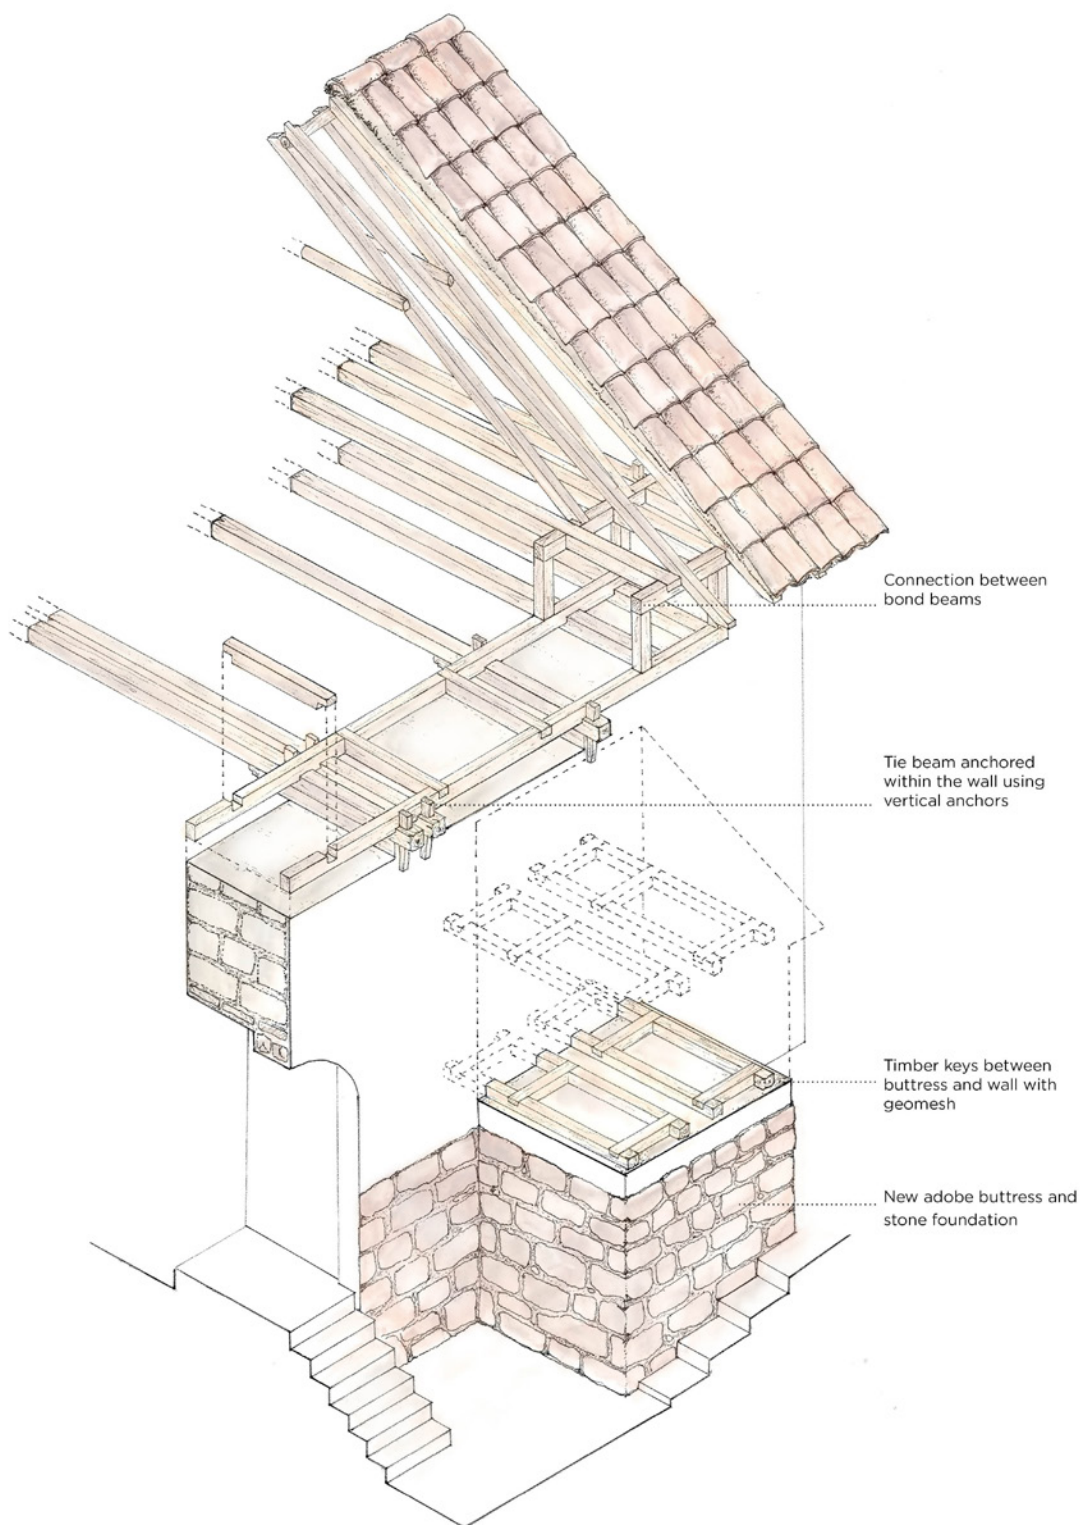 Connection between
bond beams
Tie beam anchored
within the wall using
vertical anchors
Timber keys between
buttress and wall with
geomesh
New adobe buttress and
stone foundation